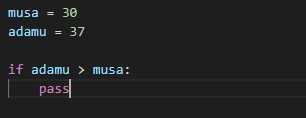 musa = 30
adamu = 37

if adamu > musa:
    pass